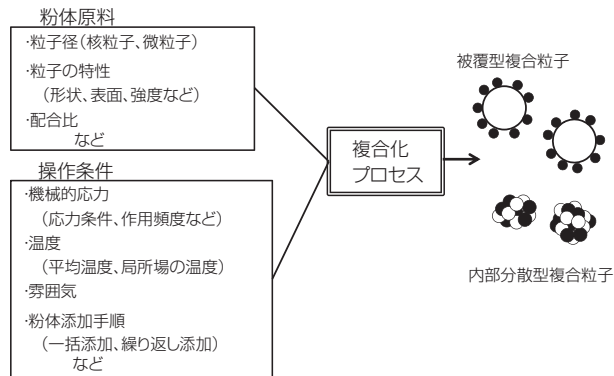 粉体原料
·粒子径(核粒子、微粒子)
·粒子の特性
(形状、表面、強度など)
·配合比
など
操作条件
·機械的応力
(応力条件、作用頻度など)
·温度
(平均温度、局所場の温度)
·雰囲気
·粉体添加手順
(一括添加、繰り返し添加)
など
複合化
プロセス
被覆型複合粒子
内部分散型複合粒子